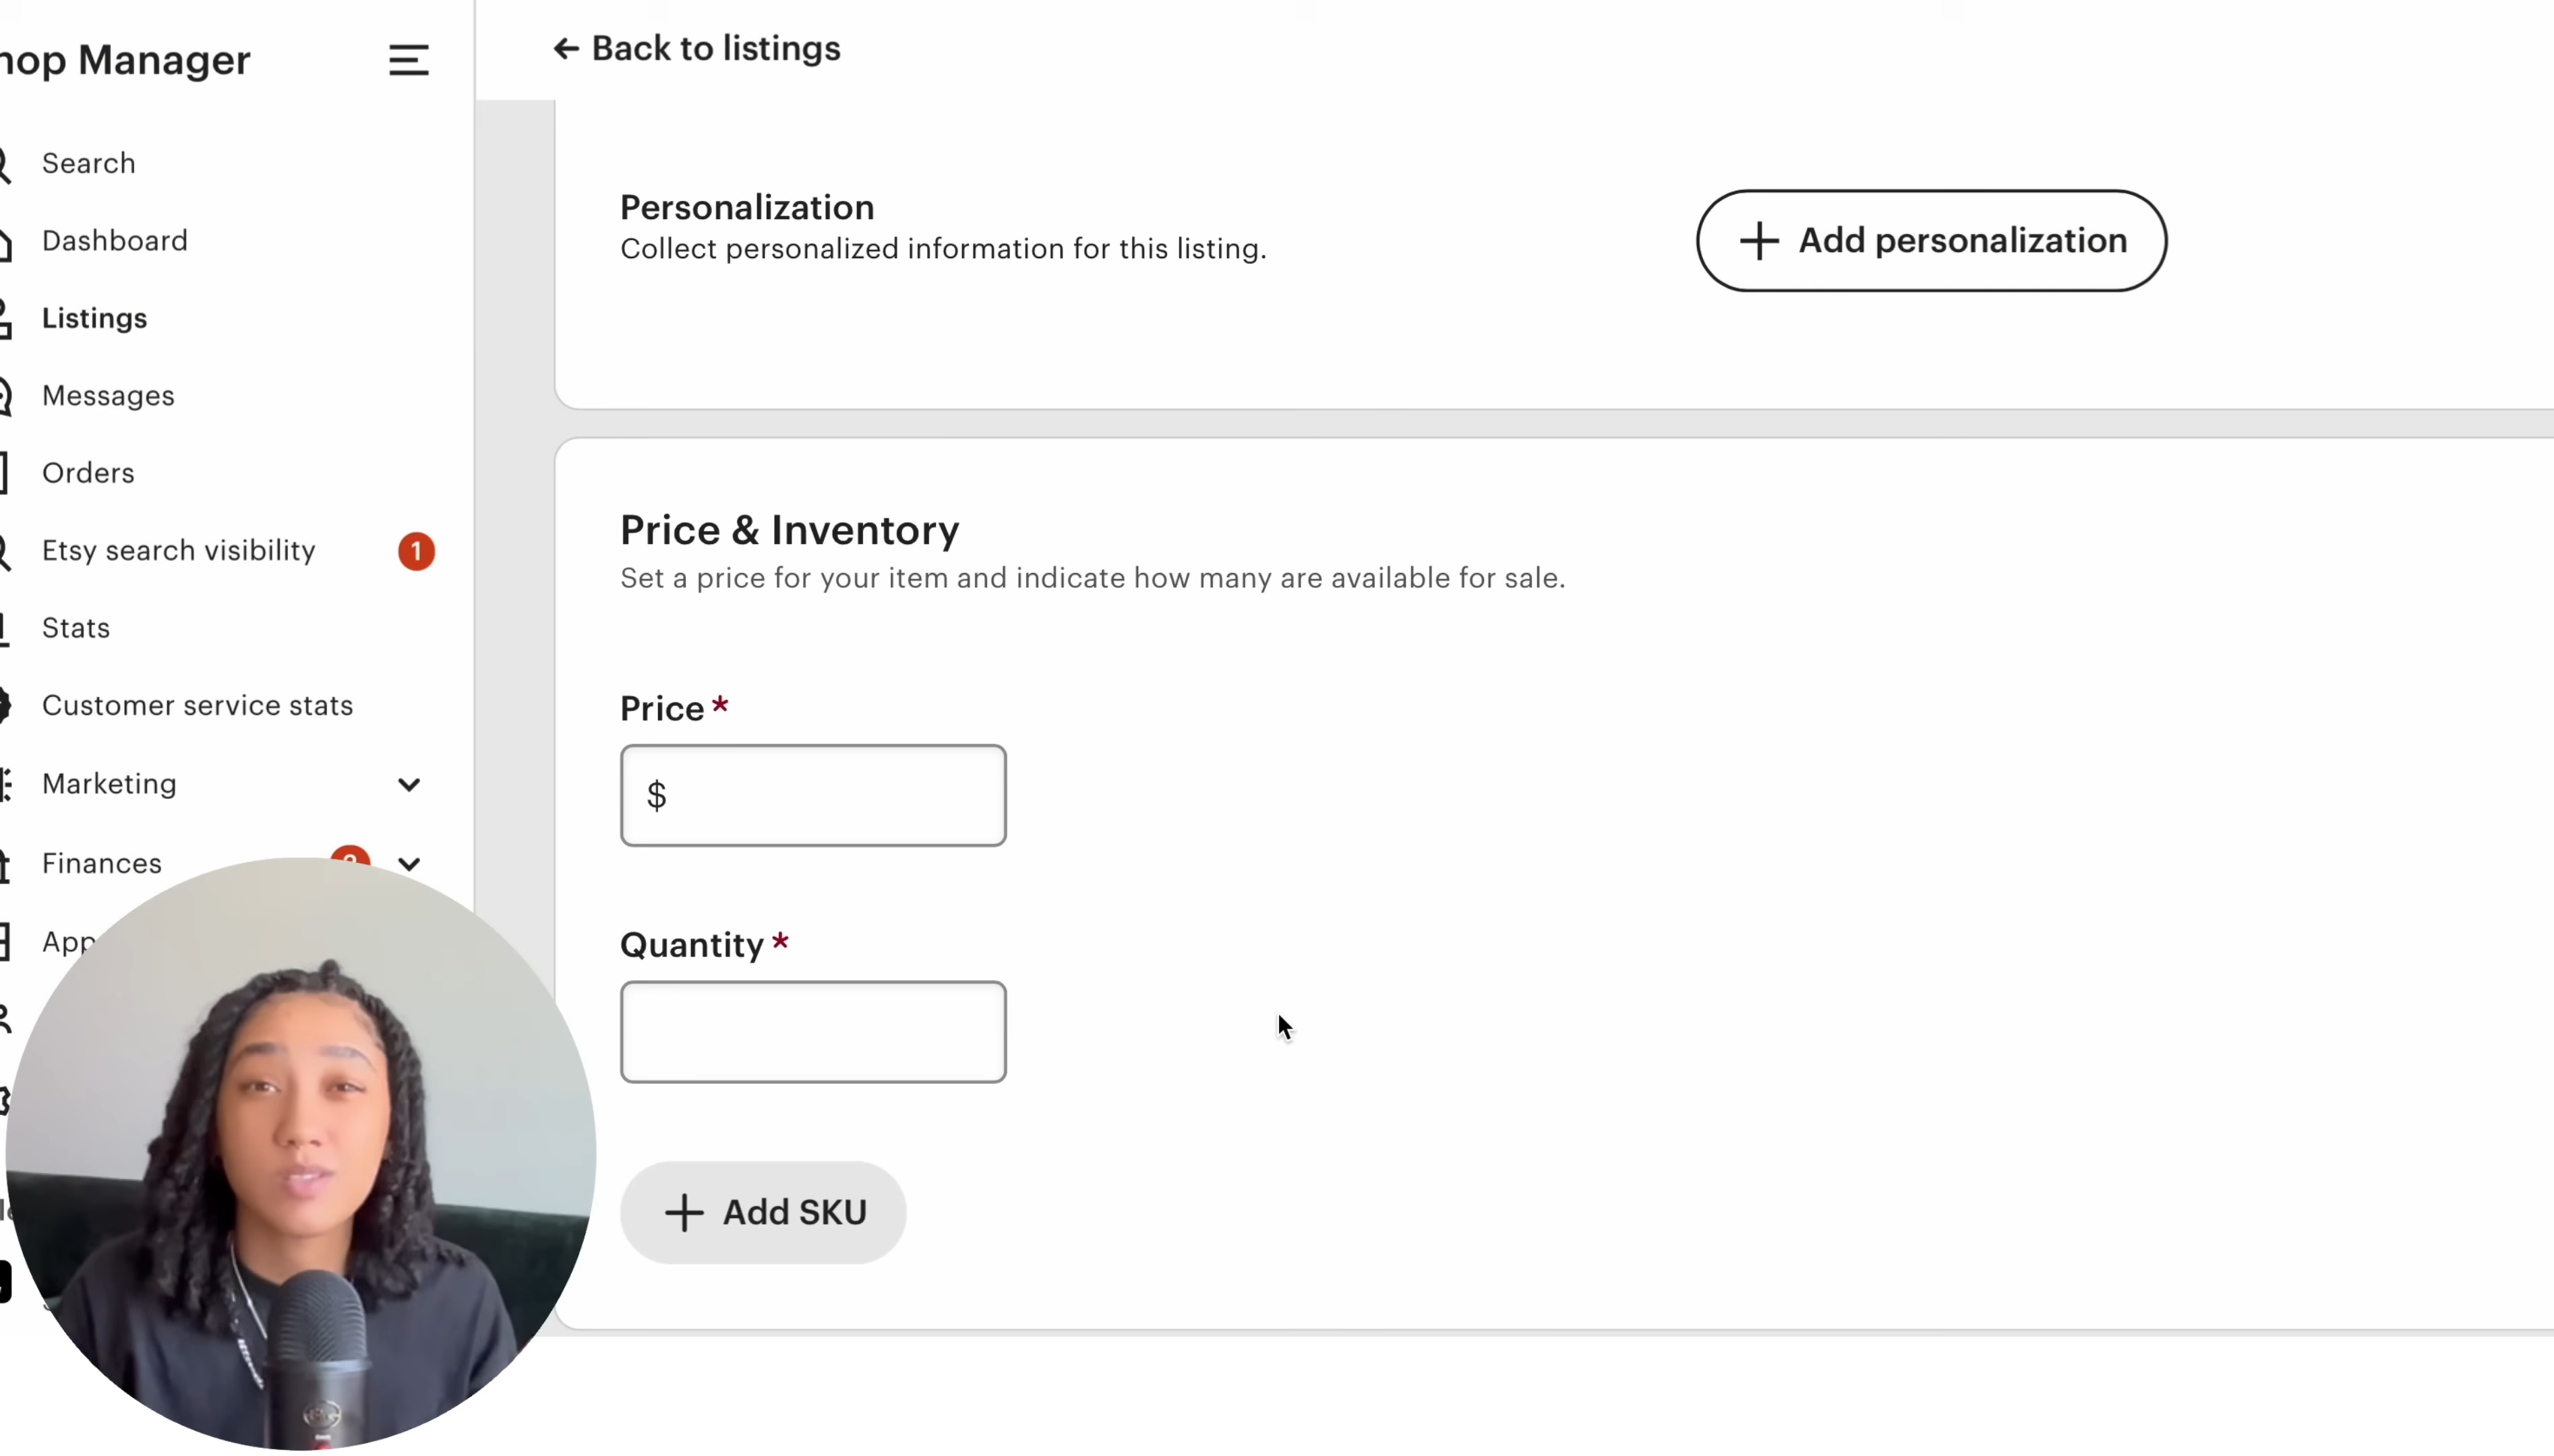 hop Manager
Search
Dashboard
Listings
Messages
Orders
Etsy search visibility 1
Stats
Customer service stats
Marketing
Finances
App
← Back to listings
Personalization
Collect personalized information for this listing.
+ Add personalization
Price & Inventory
Set a price for your item and indicate how many are available for sale.
Price *
$
Quantity *
+ Add SKU